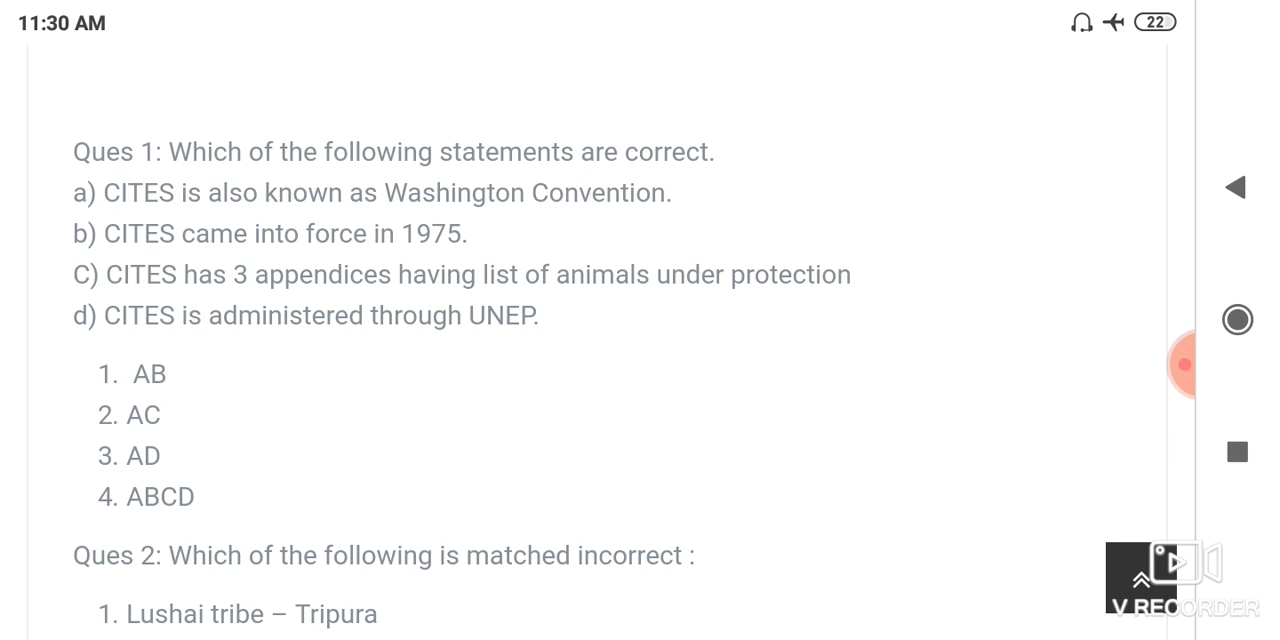 11:30 AM
22
Ques 1: Which of the following statements are correct.
a) CITES is also known as Washington Convention.
b) CITES came into force in 1975.
C) CITES has 3 appendices having list of animals under protection
d) CITES is administered through UNEP.
1. AB
2. AC
3. AD
4. ABCD
Ques 2: Which of the following is matched incorrect :
1. Lushai tribe – Tripura
V RECORDER